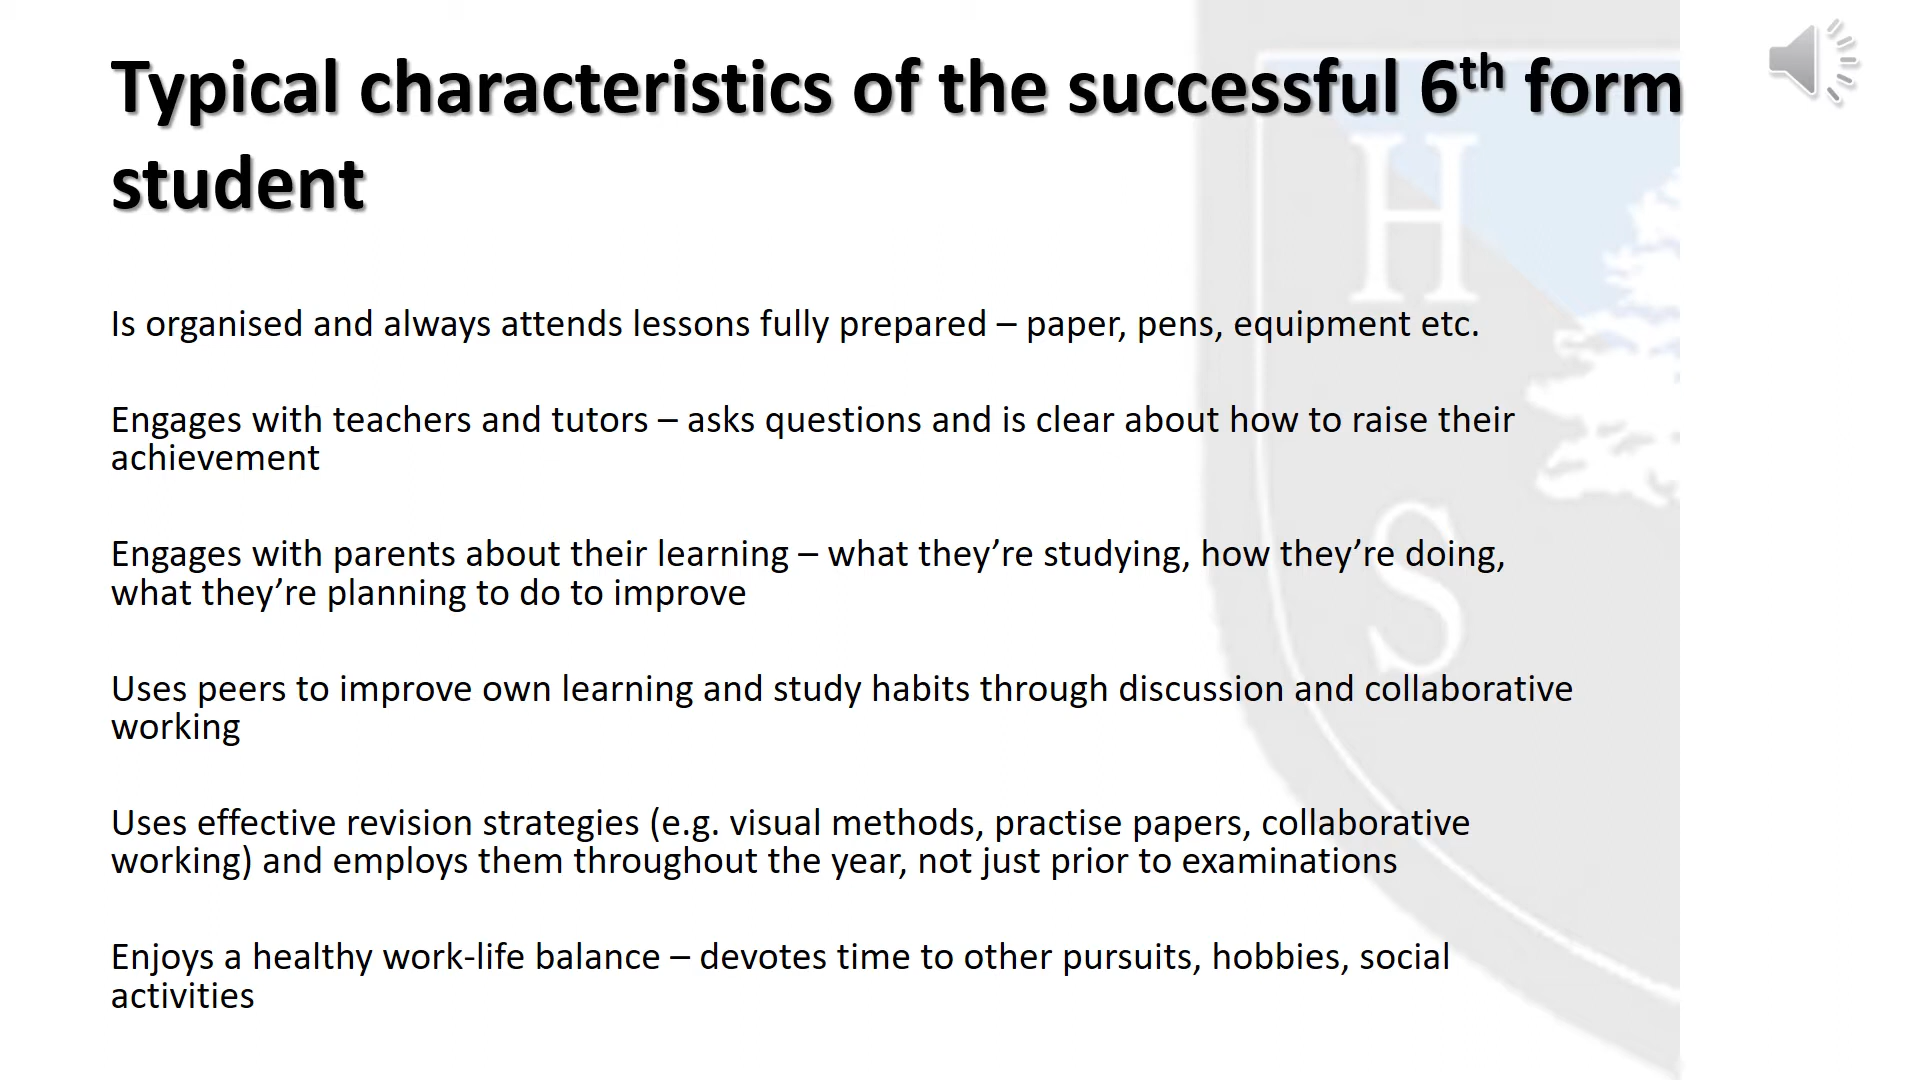 Typical characteristics of the successful 6th form
student
Is organised and always attends lessons fully prepared – paper, pens, equipment etc.
Engages with teachers and tutors – asks questions and is clear about how to raise their
achievement
Engages with parents about their learning – what they’re studying, how they’re doing,
what they’re planning to do to improve
Uses peers to improve own learning and study habits through discussion and collaborative
working
Uses effective revision strategies (e.g. visual methods, practise papers, collaborative
working) and employs them throughout the year, not just prior to examinations
Enjoys a healthy work-life balance – devotes time to other pursuits, hobbies, social
activities
H
S